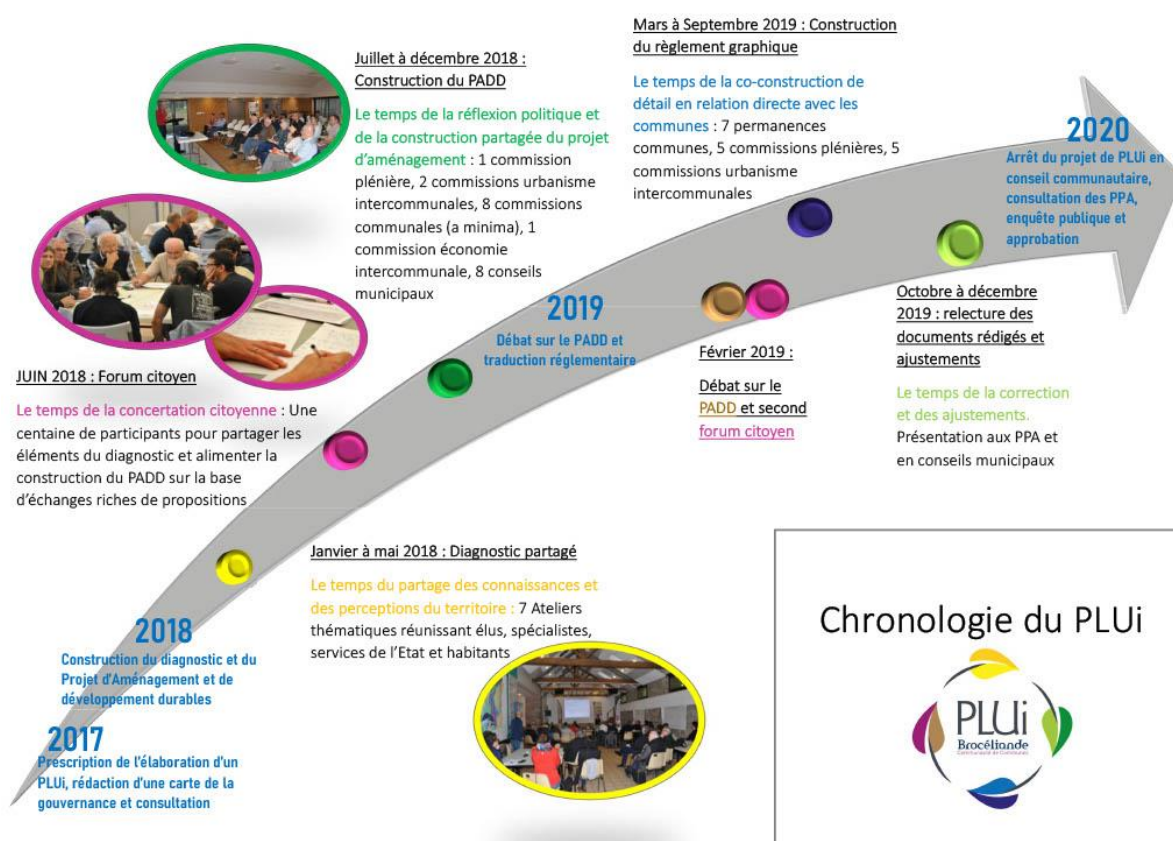 Juillet à décembre 2018 :
Construction du PADD
Le temps de la réflexion politique et
de la construction partagée du projet
d'aménagement : 1 commission
plénière, 2 commissions urbanisme
intercommunales, 8 commissions
communales (a minima), 1
commission économie
intercommunale, 8 conseils
municipaux
Mars à Septembre 2019 : Construction
du règlement graphique
Le temps de la co-construction de
détail en relation directe avec les
communes : 7 permanences
communes, 5 commissions plénières, 5
commissions urbanisme
intercommunales
2020
Arrêt du projet de PLUi en
conseil communautaire,
consultation des PPA,
enquête publique et
approbation
2019
Débat sur le PADD et
traduction réglementaire
Février 2019 :
Débat sur le
PADD et second
forum citoyen
Octobre à décembre
2019 : relecture des
documents rédigés et
ajustements
Le temps de la correction
et des ajustements.
Présentation aux PPA et
en conseils municipaux
JUIN 2018 : Forum citoyen
Le temps de la concertation citoyenne : Une
centaine de participants pour partager les
éléments du diagnostic et alimenter la
construction du PADD sur la base
d'échanges riches de propositions
Janvier à mai 2018 : Diagnostic partagé
Le temps du partage des connaissances et
des perceptions du territoire : 7 Ateliers
thématiques réunissant élus, spécialistes,
services de l'Etat et habitants
2018
Construction du diagnostic et du
Projet d'Aménagement et de
développement durables
2017
Prescription de l'élaboration d'un
PLUi, rédaction d'une carte de la
gouvernance et consultation
Chronologie du PLUi
PLUi
Brocéliande
Communauté de Communes